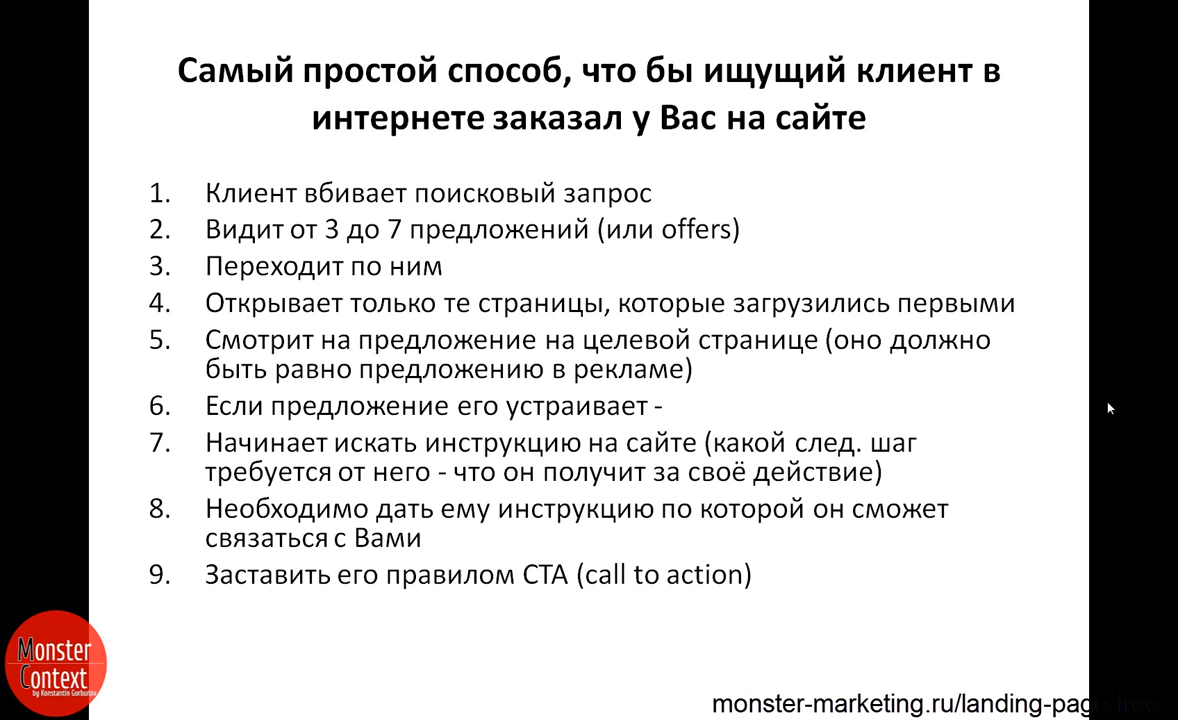 Самый простой способ, что бы ищущий клиент в
интернете заказал у Вас на сайте
1. Клиент вбивает поисковый запрос
2. Видит от 3 до 7 предложений (или offers)
3. Переходит по ним
4. Открывает только те страницы, которые загрузились первыми
5. Смотрит на предложение на целевой странице (оно должно
быть равно предложению в рекламе)
6. Если предложение его устраивает -
7. Начинает искать инструкцию на сайте (какой след. шаг
требуется от него - что он получит за своё действие)
8. Необходимо дать ему инструкцию по которой он сможет
связаться с Вами
9. Заставить его правилом CTA (call to action)
Monster
Context
by Konstantin Gorbunov
monster-marketing.ru/landing-page-free